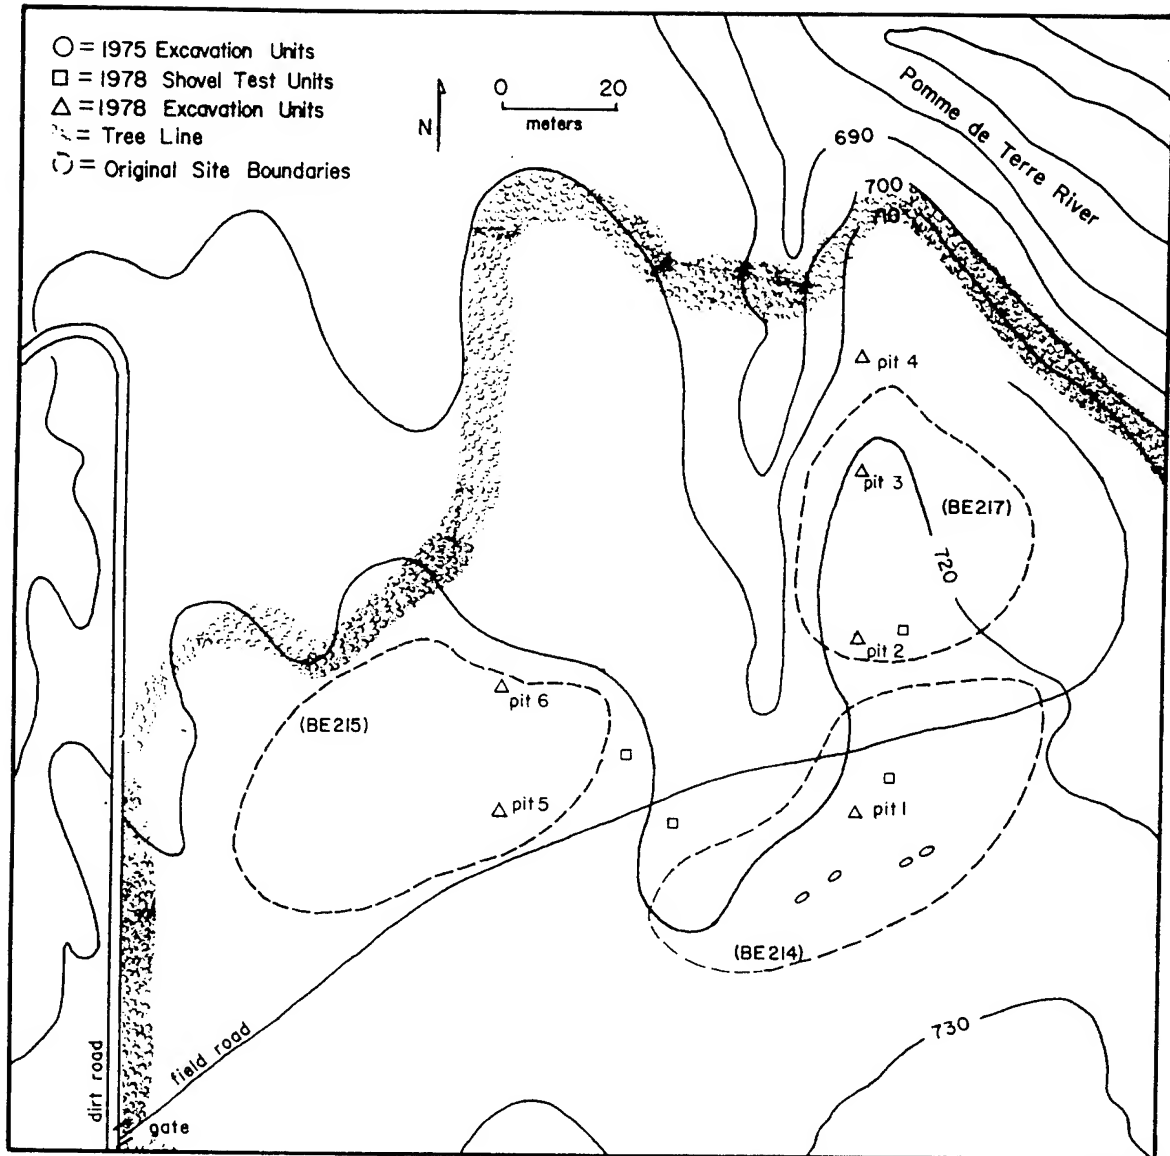 = 1975 Excavation Units
= 1978 Shovel Test Units
= 1978 Excavation Units
= Tree Line
= Original Site Boundaries
N
0 20
meters
Pomme de Terre River
690
700
710
pit 4
pit 3
(BE217)
720
pit 2
pit 6
(BE215)
pit 5
pit 1
(BE214)
730
field road
dirt road
gate